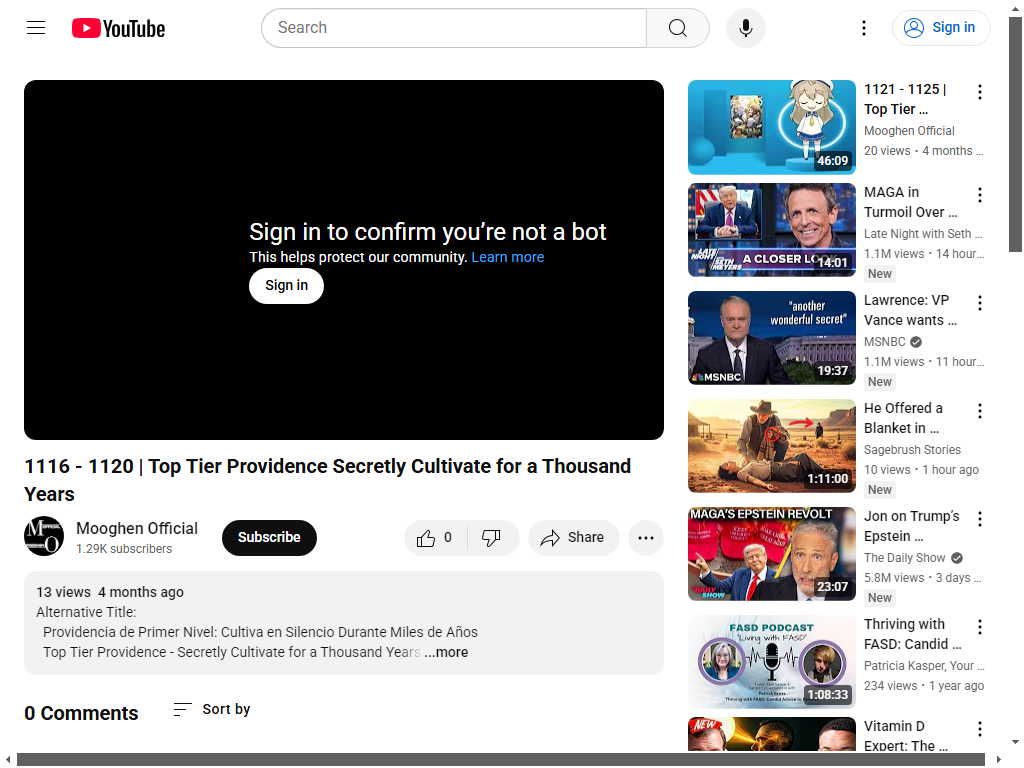 YouTube
Search
Sign in
Sign in to confirm you’re not a bot
This helps protect our community. Learn more
Sign in
1116 - 1120 | Top Tier Providence Secretly Cultivate for a Thousand
Years
Mooghen Official
1.29K subscribers
Subscribe
0
Share
13 views 4 months ago
Alternative Title:
Providencia de Primer Nivel: Cultiva en Silencio Durante Miles de Años
Top Tier Providence - Secretly Cultivate for a Thousand Years ...more
0 Comments
Sort by
46:09
1121 - 1125 |
Top Tier ...
Mooghen Official
20 views • 4 months ...
LATE NIGHT SETH MEYERS
A CLOSER LOOK
14:01
MAGA in
Turmoil Over ...
Late Night with Seth ...
1.1M views • 14 hour...
New
"another
wonderful secret"
MSNBC
19:37
Lawrence: VP
Vance wants ...
MSNBC
1.1M views • 11 hour...
New
1:11:00
He Offered a
Blanket in ...
Sagebrush Stories
10 views • 1 hour ago
New
MAGA'S EPSTEIN REVOLT
DAILY SHOW
23:07
Jon on Trump’s
Epstein ...
The Daily Show
5.8M views • 3 days ...
New
FASD PODCAST
"Living with FASD"
1:08:33
Thriving with
FASD: Candid ...
Patricia Kasper, Your ...
234 views • 1 year ago
NEW
Vitamin D
Expert: The ...